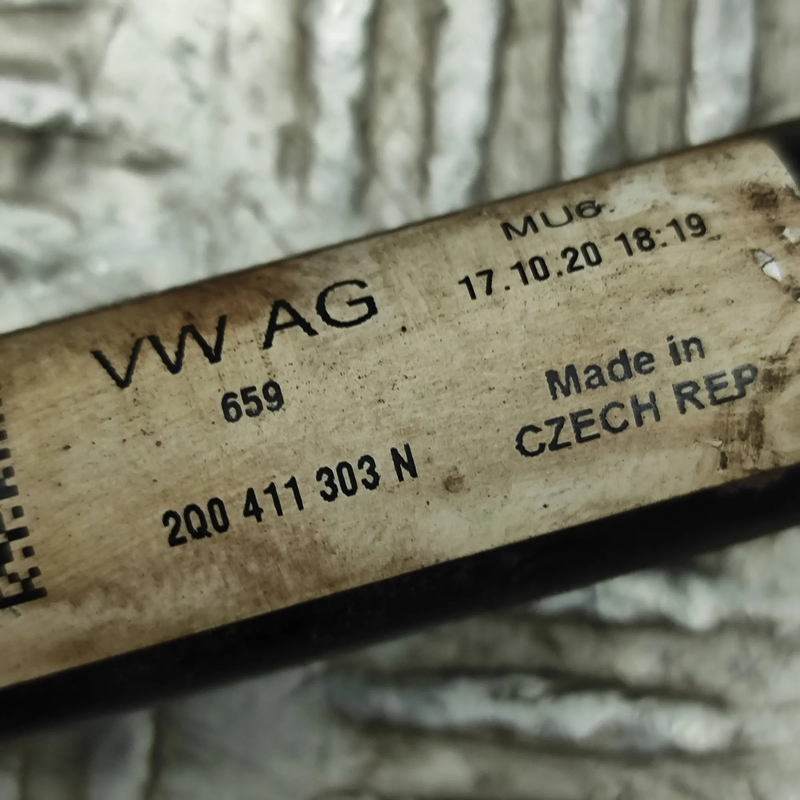 VW AG
659
2Q0 411 303 N
MU6
17.10.20 18:19
Made in
CZECH REP